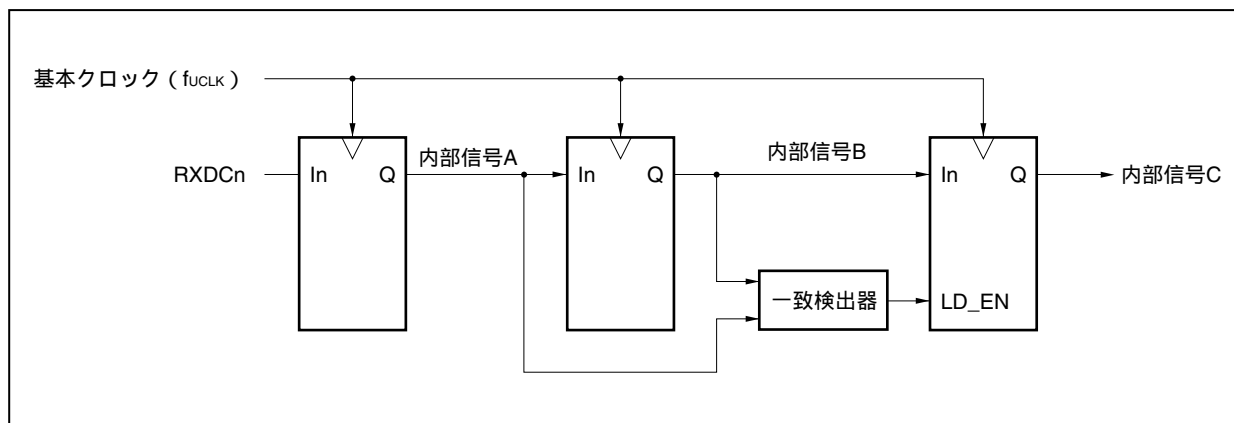 基本クロック（fUCLK）
内部信号A
内部信号B
RXDCn
In
Q
In
Q
In
Q
内部信号C
一致検出器
LD_EN